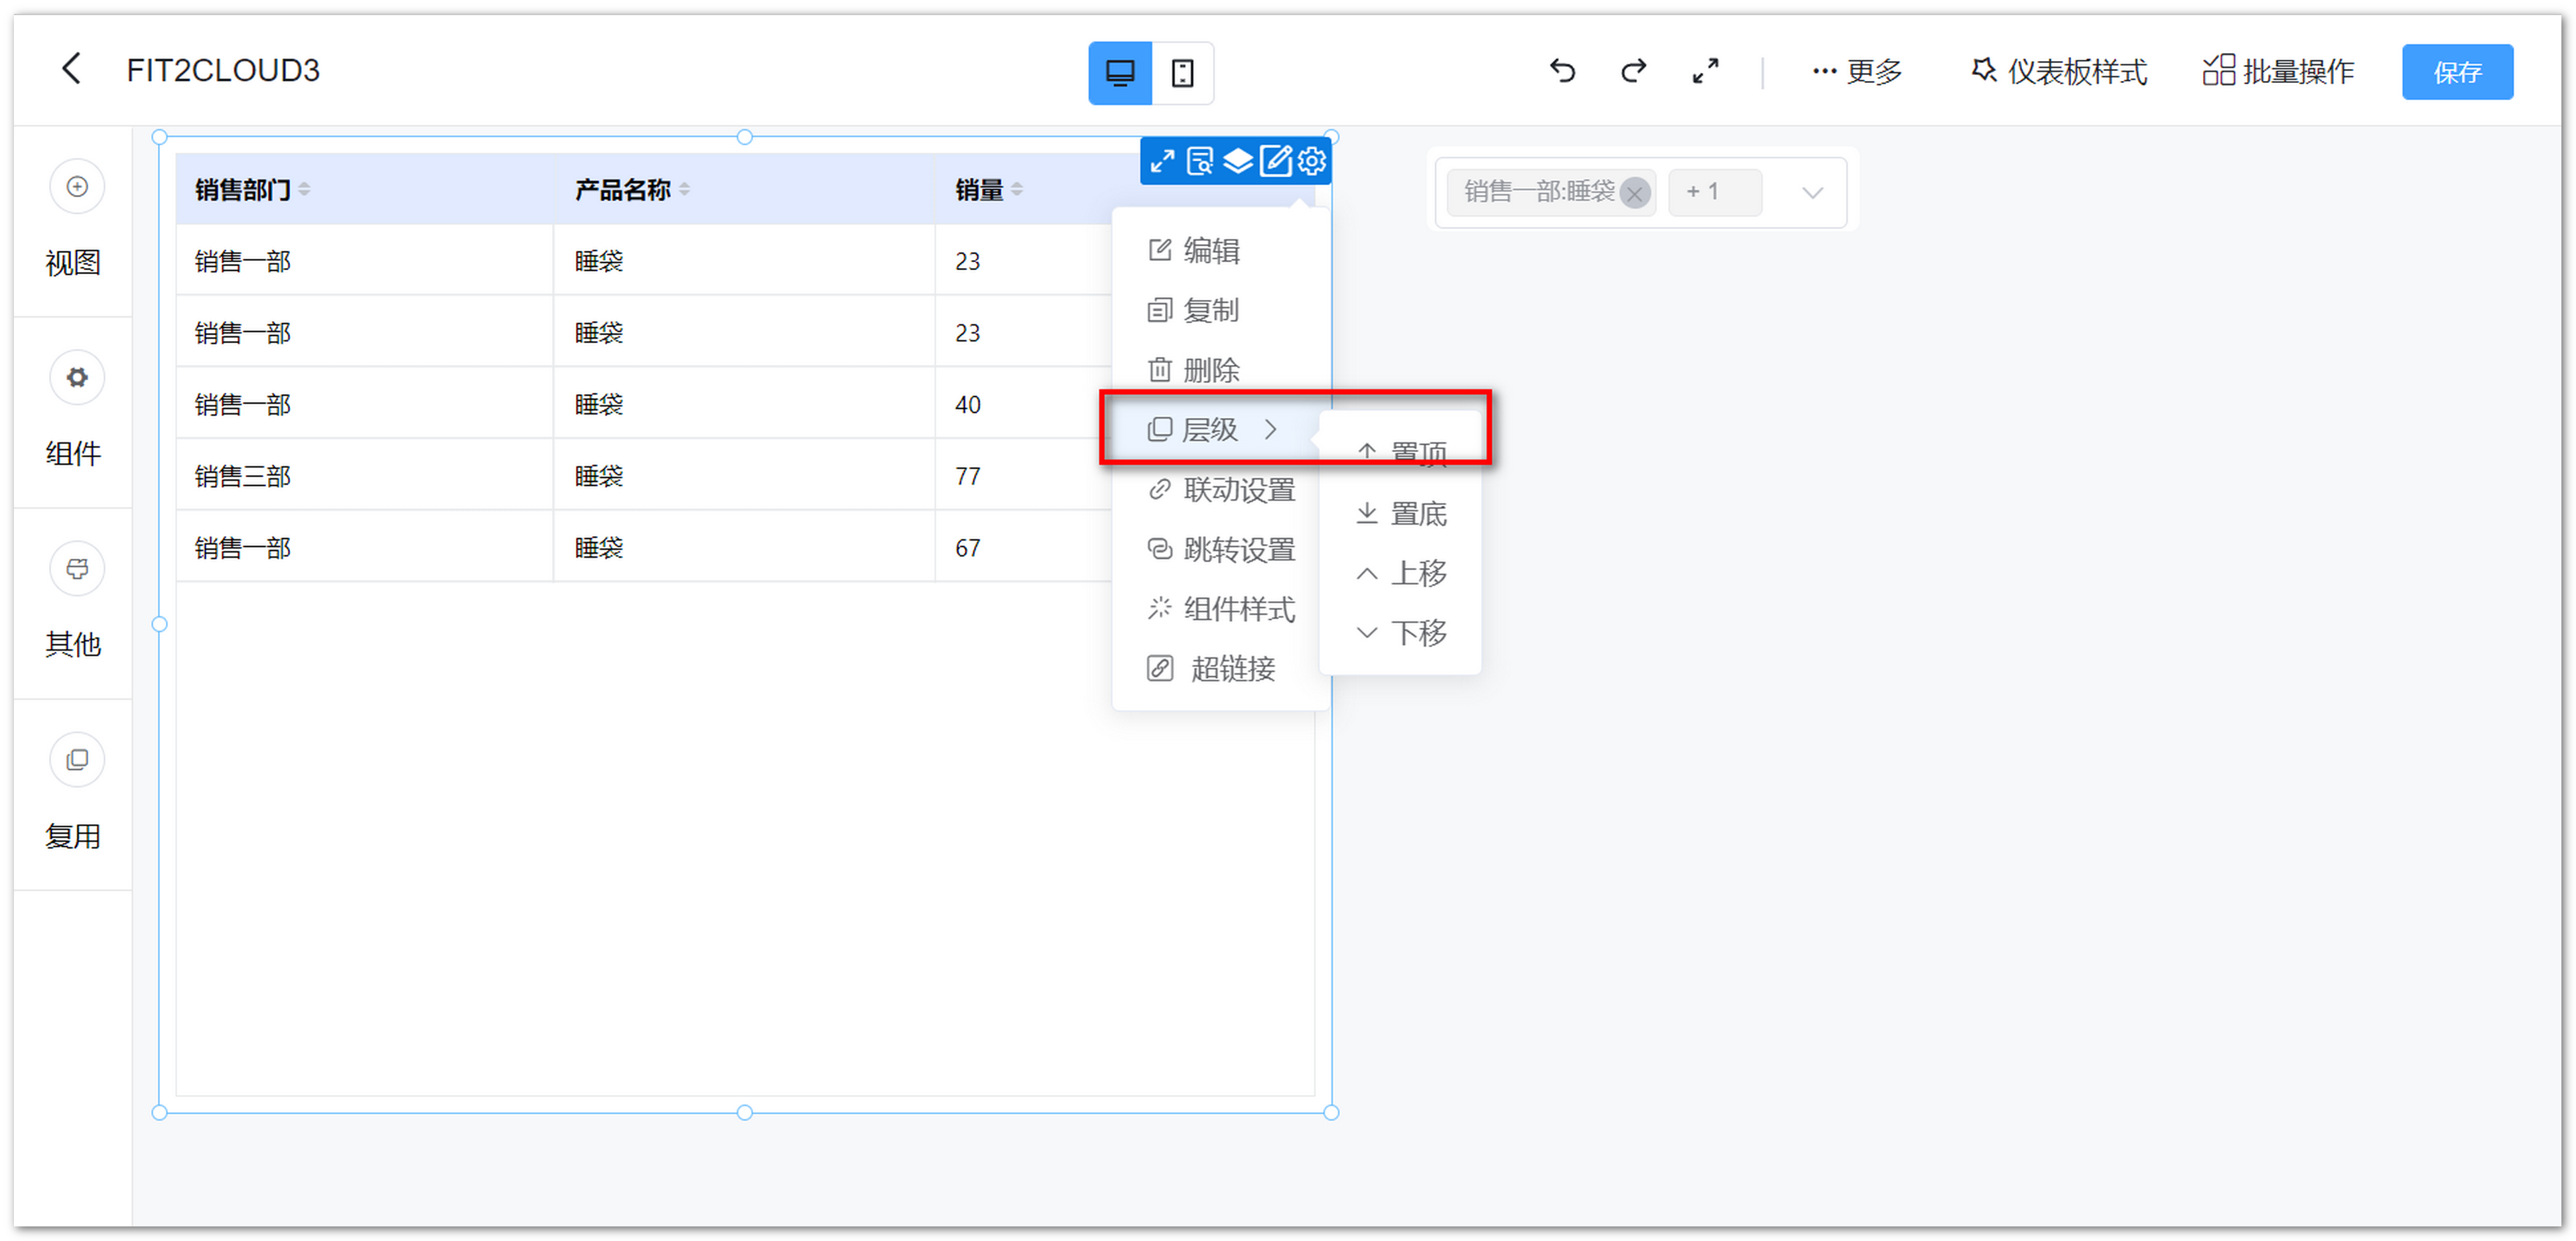 FIT2CLOUD3
更多
仪表板样式
批量操作
保存
视图
组件
其他
复用
销售部门 产品名称 销量
销售一部 睡袋 23
销售一部 睡袋 23
销售一部 睡袋 40
销售三部 睡袋 77
销售一部 睡袋 67
编辑
复制
删除
层级
联动设置
跳转设置
组件样式
超链接
置顶
置底
上移
下移
销售一部:睡袋 + 1